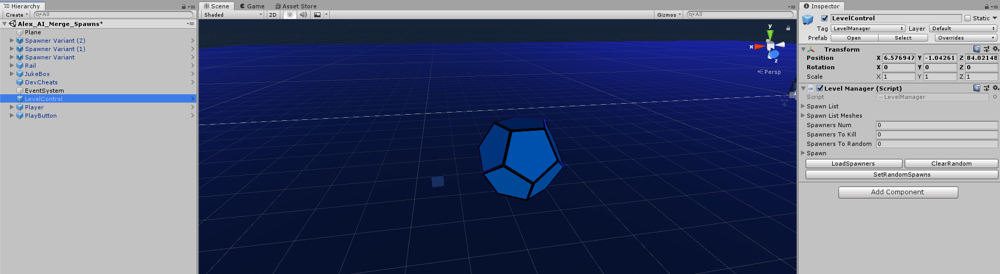 Hierarchy
Create
All
Alex_AI_Merge_Spawns*
Plane
Spawner Variant (2)
Spawner Variant (1)
Spawner Variant
Rail
JukeBox
DevCheats
EventSystem
LevelControl
Player
PlayButton
Scene
Game
Asset Store
Shaded
2D
Gizmos
All
y
x
z
Persp
Inspector
LevelControl
Static
Tag LevelManager Layer Default
Prefab Open Select Overrides
Transform
Position X 6.576947 Y -1.04261 Z 84.02148
Rotation X 0 Y 0 Z 0
Scale X 1 Y 1 Z 1
Level Manager (Script)
Script LevelManager
Spawn List
Spawn List Meshes
Spawners Num 0
Spawners To Kill 0
Spawners To Random 0
Spawn
LoadSpawners ClearRandom
SetRandomSpawns
Add Component